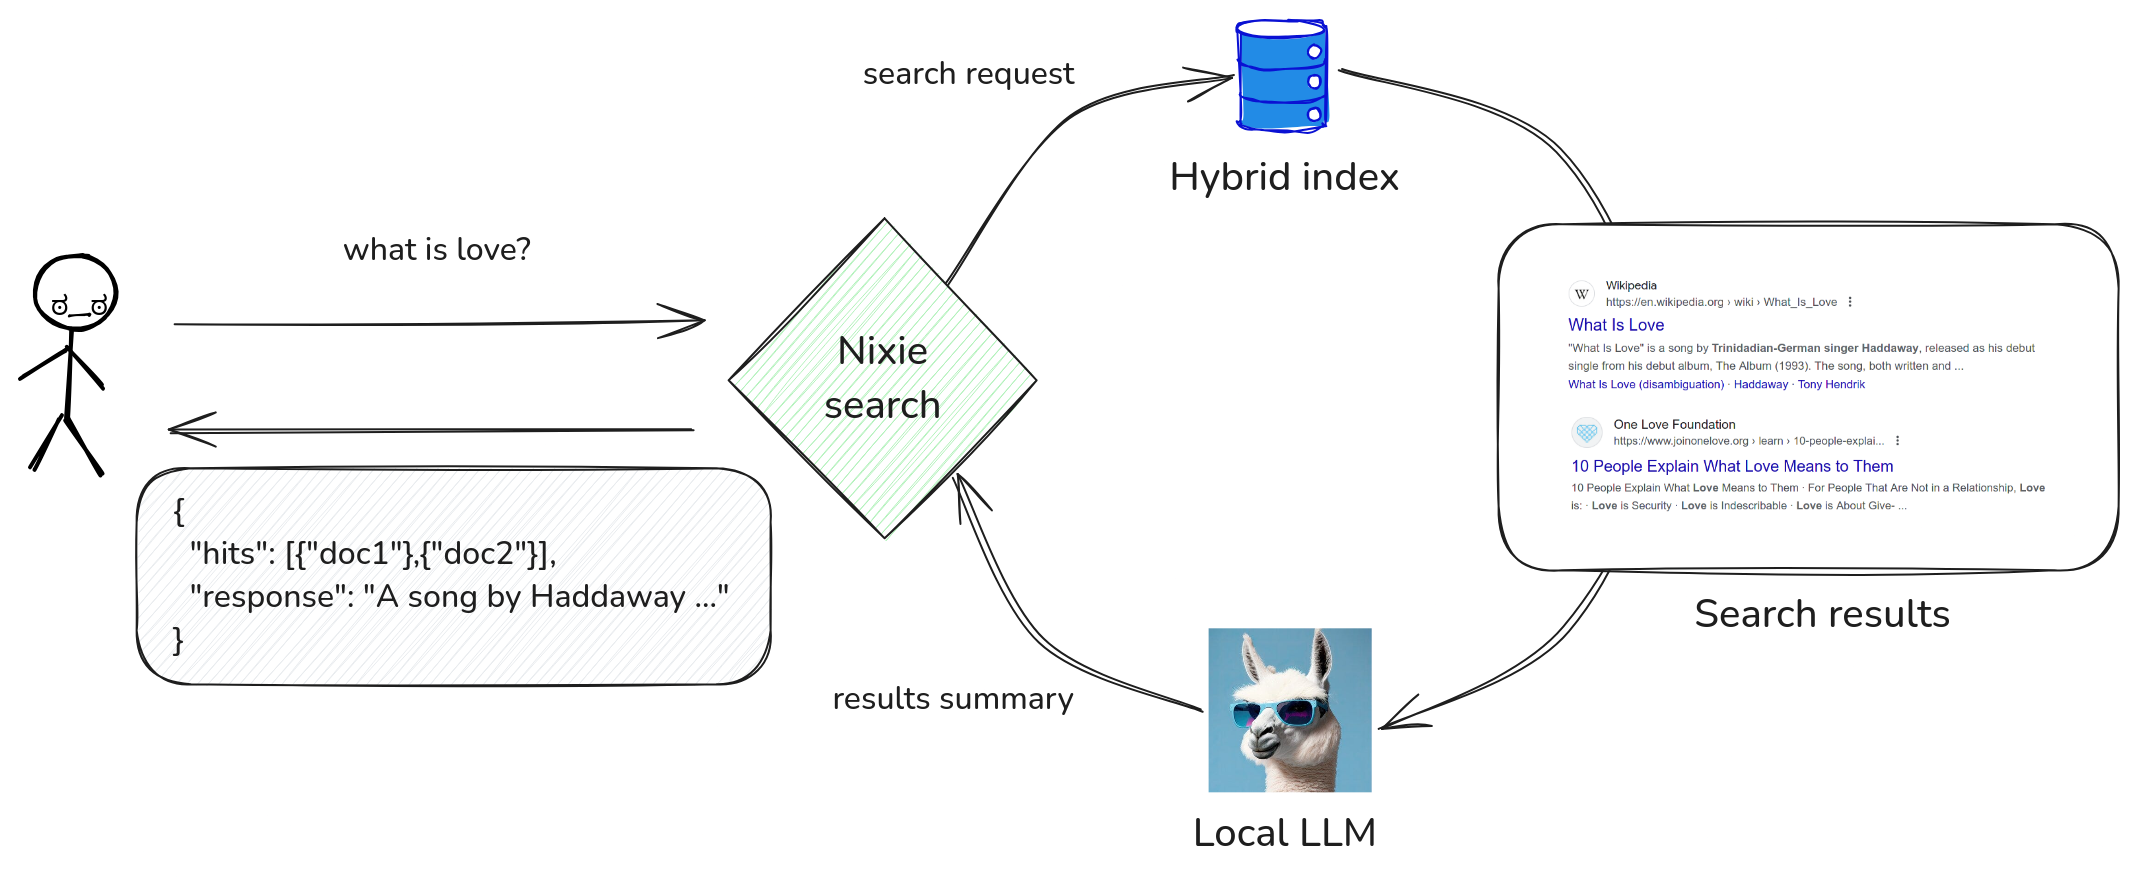 search request
Hybrid index
what is love?
Nixie
search
{
"hits": [{"doc1"},{"doc2"}],
"response": "A song by Haddaway ..."
}
Wikipedia
https://en.wikipedia.org › wiki › What_Is_Love
What Is Love
"What Is Love" is a song by Trinidadian-German singer Haddaway, released as his debut
single from his debut album, The Album (1993). The song, both written and ...
What Is Love (disambiguation) · Haddaway · Tony Hendrik
One Love Foundation
https://www.joinonelove.org › learn › 10-people-explai...
10 People Explain What Love Means to Them
10 People Explain What Love Means to Them · For People That Are Not in a Relationship, Love
is: · Love is Security · Love is Indescribable · Love is About Give- ...
Search results
results summary
Local LLM